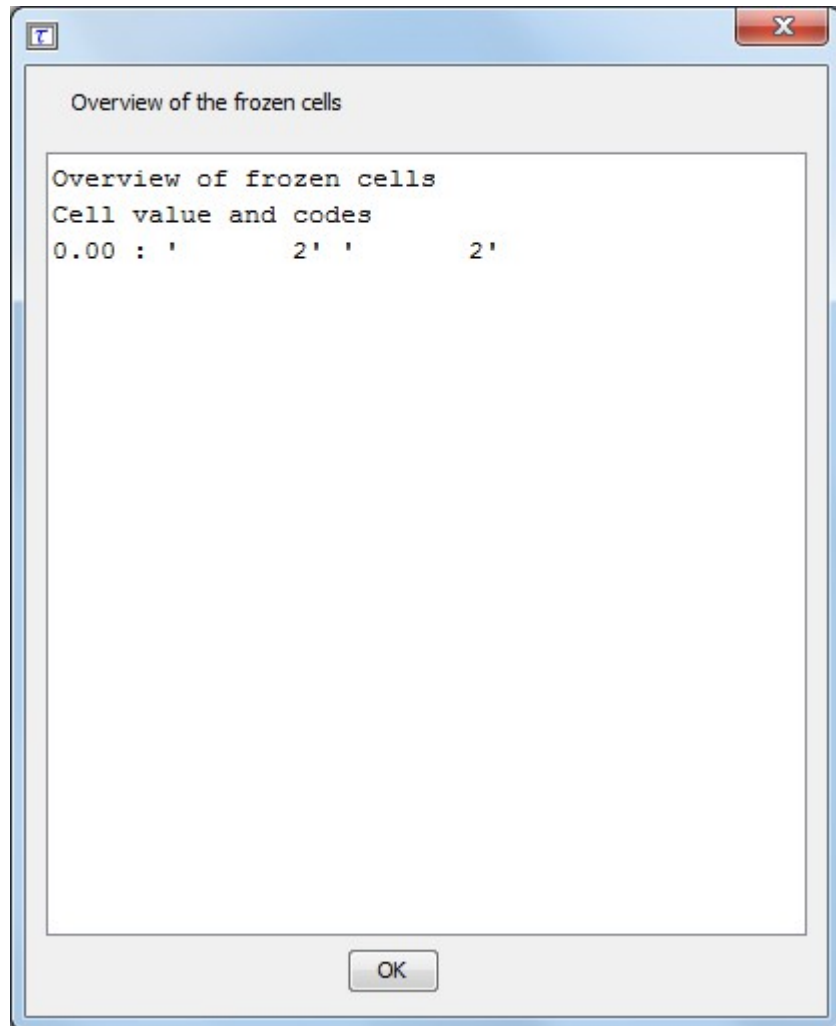 τ
X
Overview of the frozen cells
Overview of frozen cells
Cell value and codes
0.00 : '       2' '       2'
OK